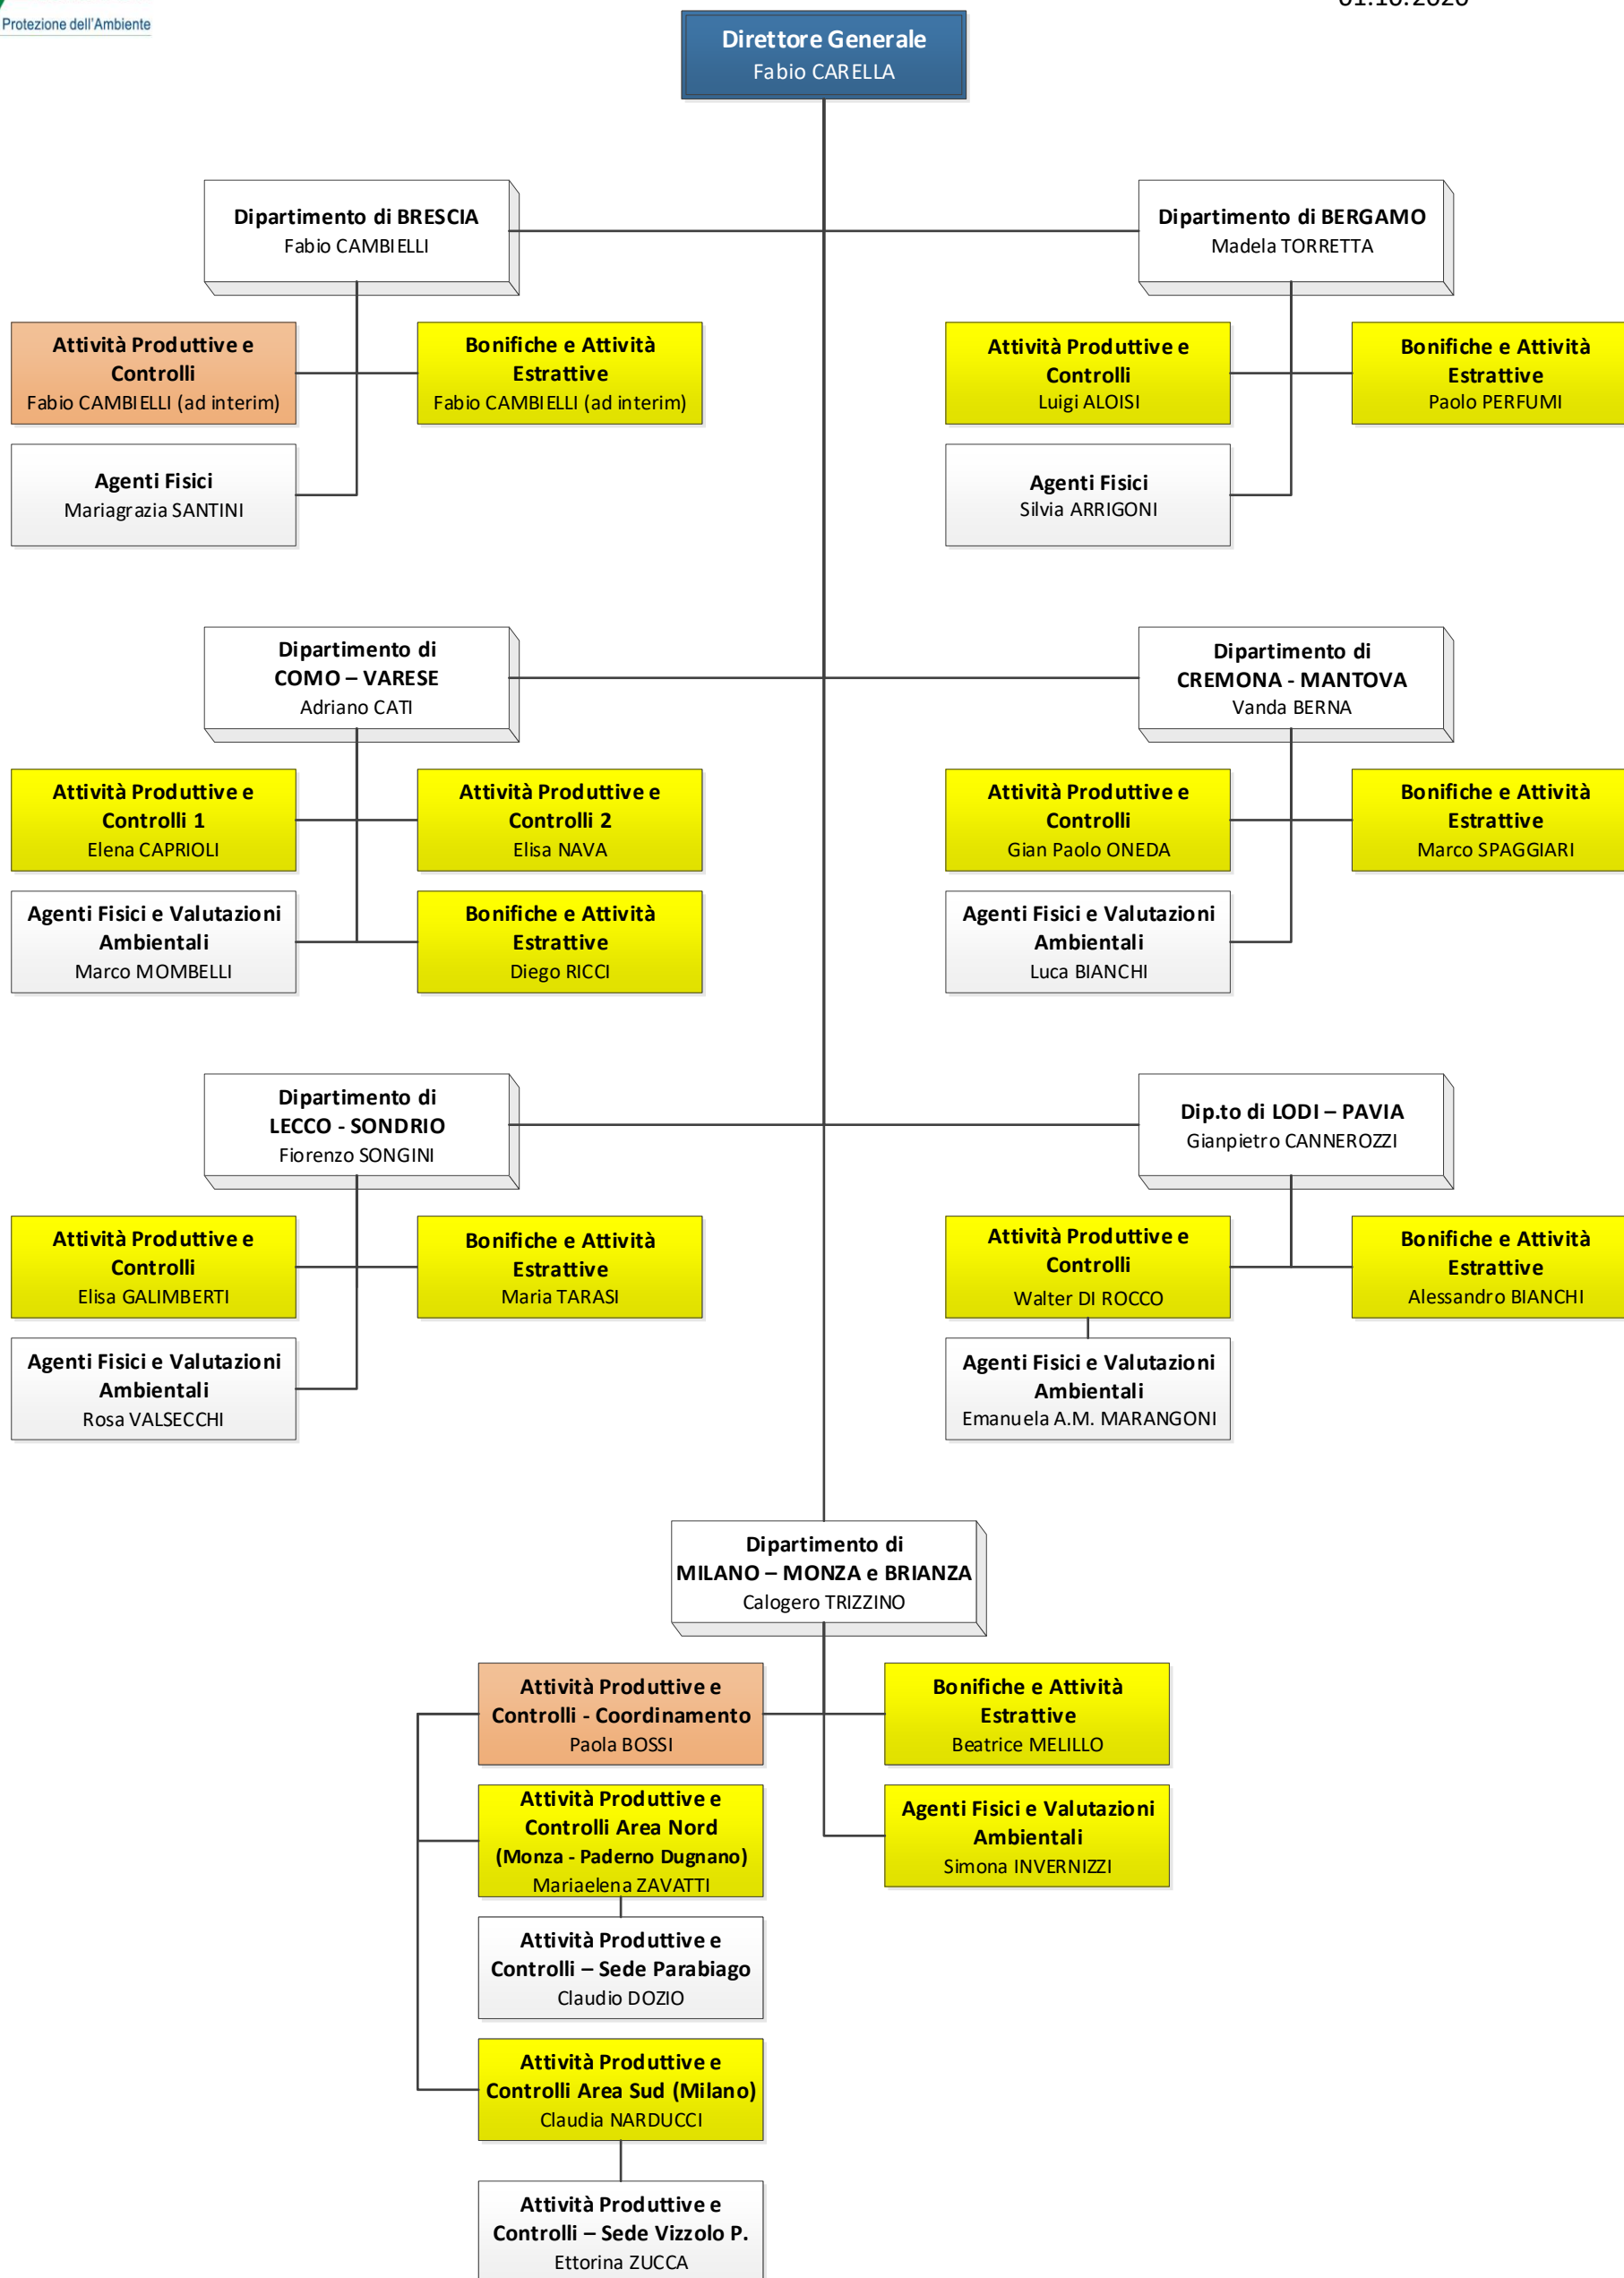 Protezione dell'Ambiente
Direttore Generale
Fabio CARELLA
Dipartimento di BRESCIA
Fabio CAMBIELLI
Dipartimento di BERGAMO
Madela TORRETTA
Attività Produttive e
Controlli
Fabio CAMBIELLI (ad interim)
Bonifiche e Attività
Estrattive
Fabio CAMBIELLI (ad interim)
Attività Produttive e
Controlli
Luigi ALOISI
Bonifiche e Attività
Estrattive
Paolo PERFUMI
Agenti Fisici
Mariagrazia SANTINI
Agenti Fisici
Silvia ARRIGONI
Dipartimento di
COMO – VARESE
Adriano CATI
Dipartimento di
CREMONA - MANTOVA
Vanda BERNA
Attività Produttive e
Controlli 1
Elena CAPRIOLI
Attività Produttive e
Controlli 2
Elisa NAVA
Attività Produttive e
Controlli
Gian Paolo ONEDA
Bonifiche e Attività
Estrattive
Marco SPAGGIARI
Agenti Fisici e Valutazioni
Ambientali
Marco MOMBELLI
Bonifiche e Attività
Estrattive
Diego RICCI
Agenti Fisici e Valutazioni
Ambientali
Luca BIANCHI
Dipartimento di
LECCO - SONDRIO
Fiorenzo SONGINI
Dip.to di LODI – PAVIA
Gianpietro CANNEROZZI
Attività Produttive e
Controlli
Elisa GALIMBERTI
Bonifiche e Attività
Estrattive
Maria TARASI
Attività Produttive e
Controlli
Walter DI ROCCO
Bonifiche e Attività
Estrattive
Alessandro BIANCHI
Agenti Fisici e Valutazioni
Ambientali
Rosa VALSECCHI
Agenti Fisici e Valutazioni
Ambientali
Emanuela A.M. MARANGONI
Dipartimento di
MILANO – MONZA e BRIANZA
Calogero TRIZZINO
Attività Produttive e
Controlli - Coordinamento
Paola BOSSI
Bonifiche e Attività
Estrattive
Beatrice MELILLO
Attività Produttive e
Controlli Area Nord
(Monza - Paderno Dugnano)
Mariaelena ZAVATTI
Agenti Fisici e Valutazioni
Ambientali
Simona INVERNIZZI
Attività Produttive e
Controlli – Sede Parabiago
Claudio DOZIO
Attività Produttive e
Controlli Area Sud (Milano)
Claudia NARDUCCI
Attività Produttive e
Controlli – Sede Vizzolo P.
Ettorina ZUCCA